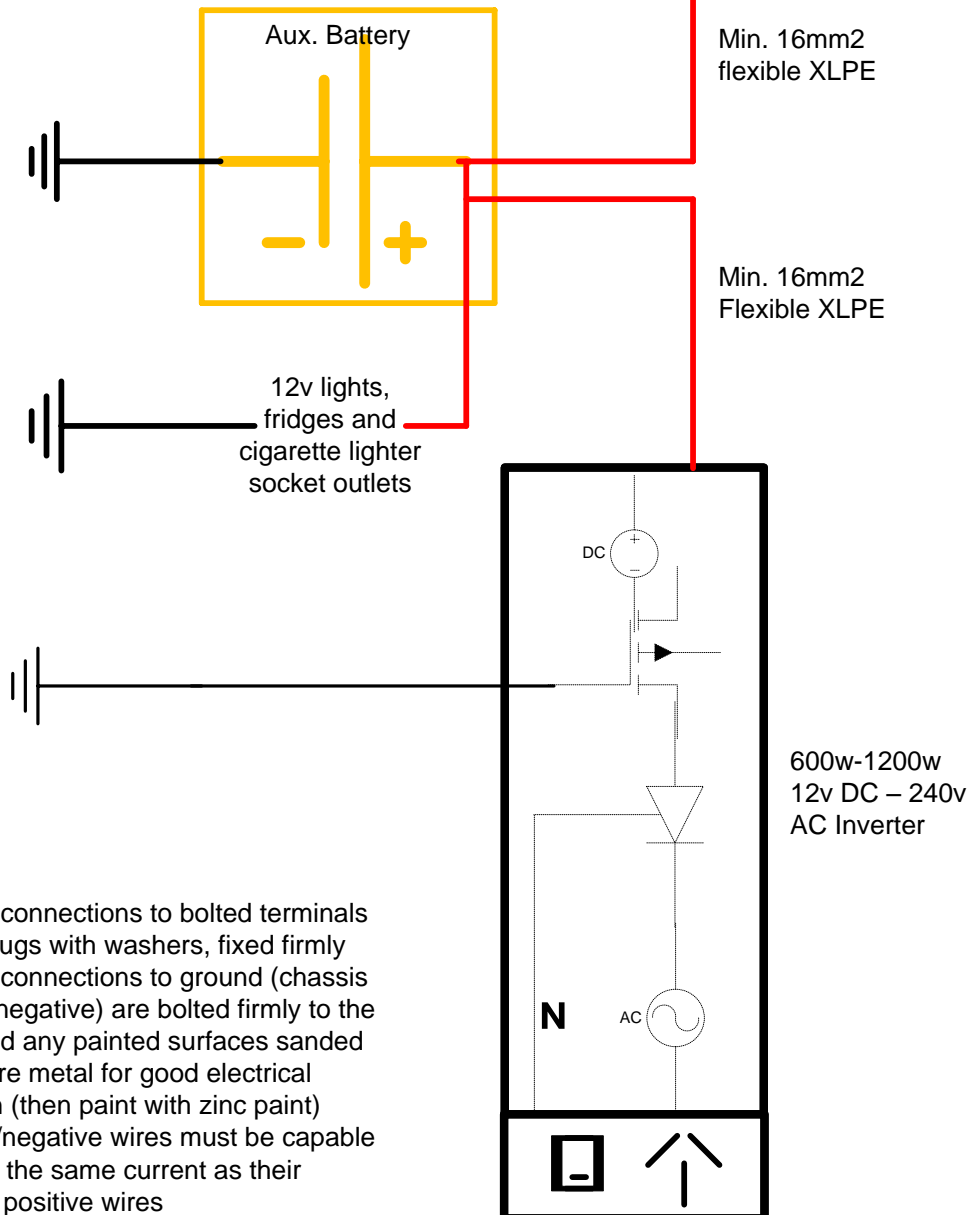 Aux. Battery
Min. 16mm2
flexible XLPE
- +
Min. 16mm2
Flexible XLPE
12v lights,
fridges and
cigarette lighter
socket outlets
DC
+
-
600w-1200w
12v DC – 240v
AC Inverter
connections to bolted terminals
ugs with washers, fixed firmly
connections to ground (chassis
negative) are bolted firmly to the
d any painted surfaces sanded
re metal for good electrical
n (then paint with zinc paint)
/negative wires must be capable
the same current as their
positive wires
N
AC